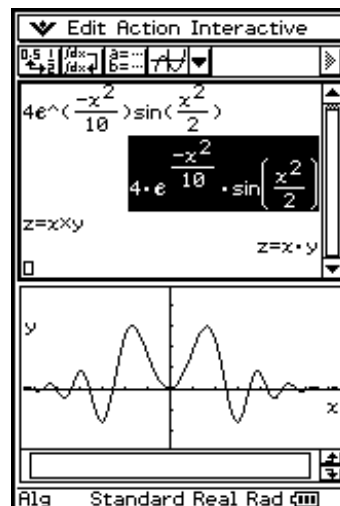 Edit Action Interactive
4e^(-x²/10)sin(x²/2)
4·e^(-x²/10)·sin(x²/2)
z=x×y
z=x·y
y
x
Alg Standard Real Rad